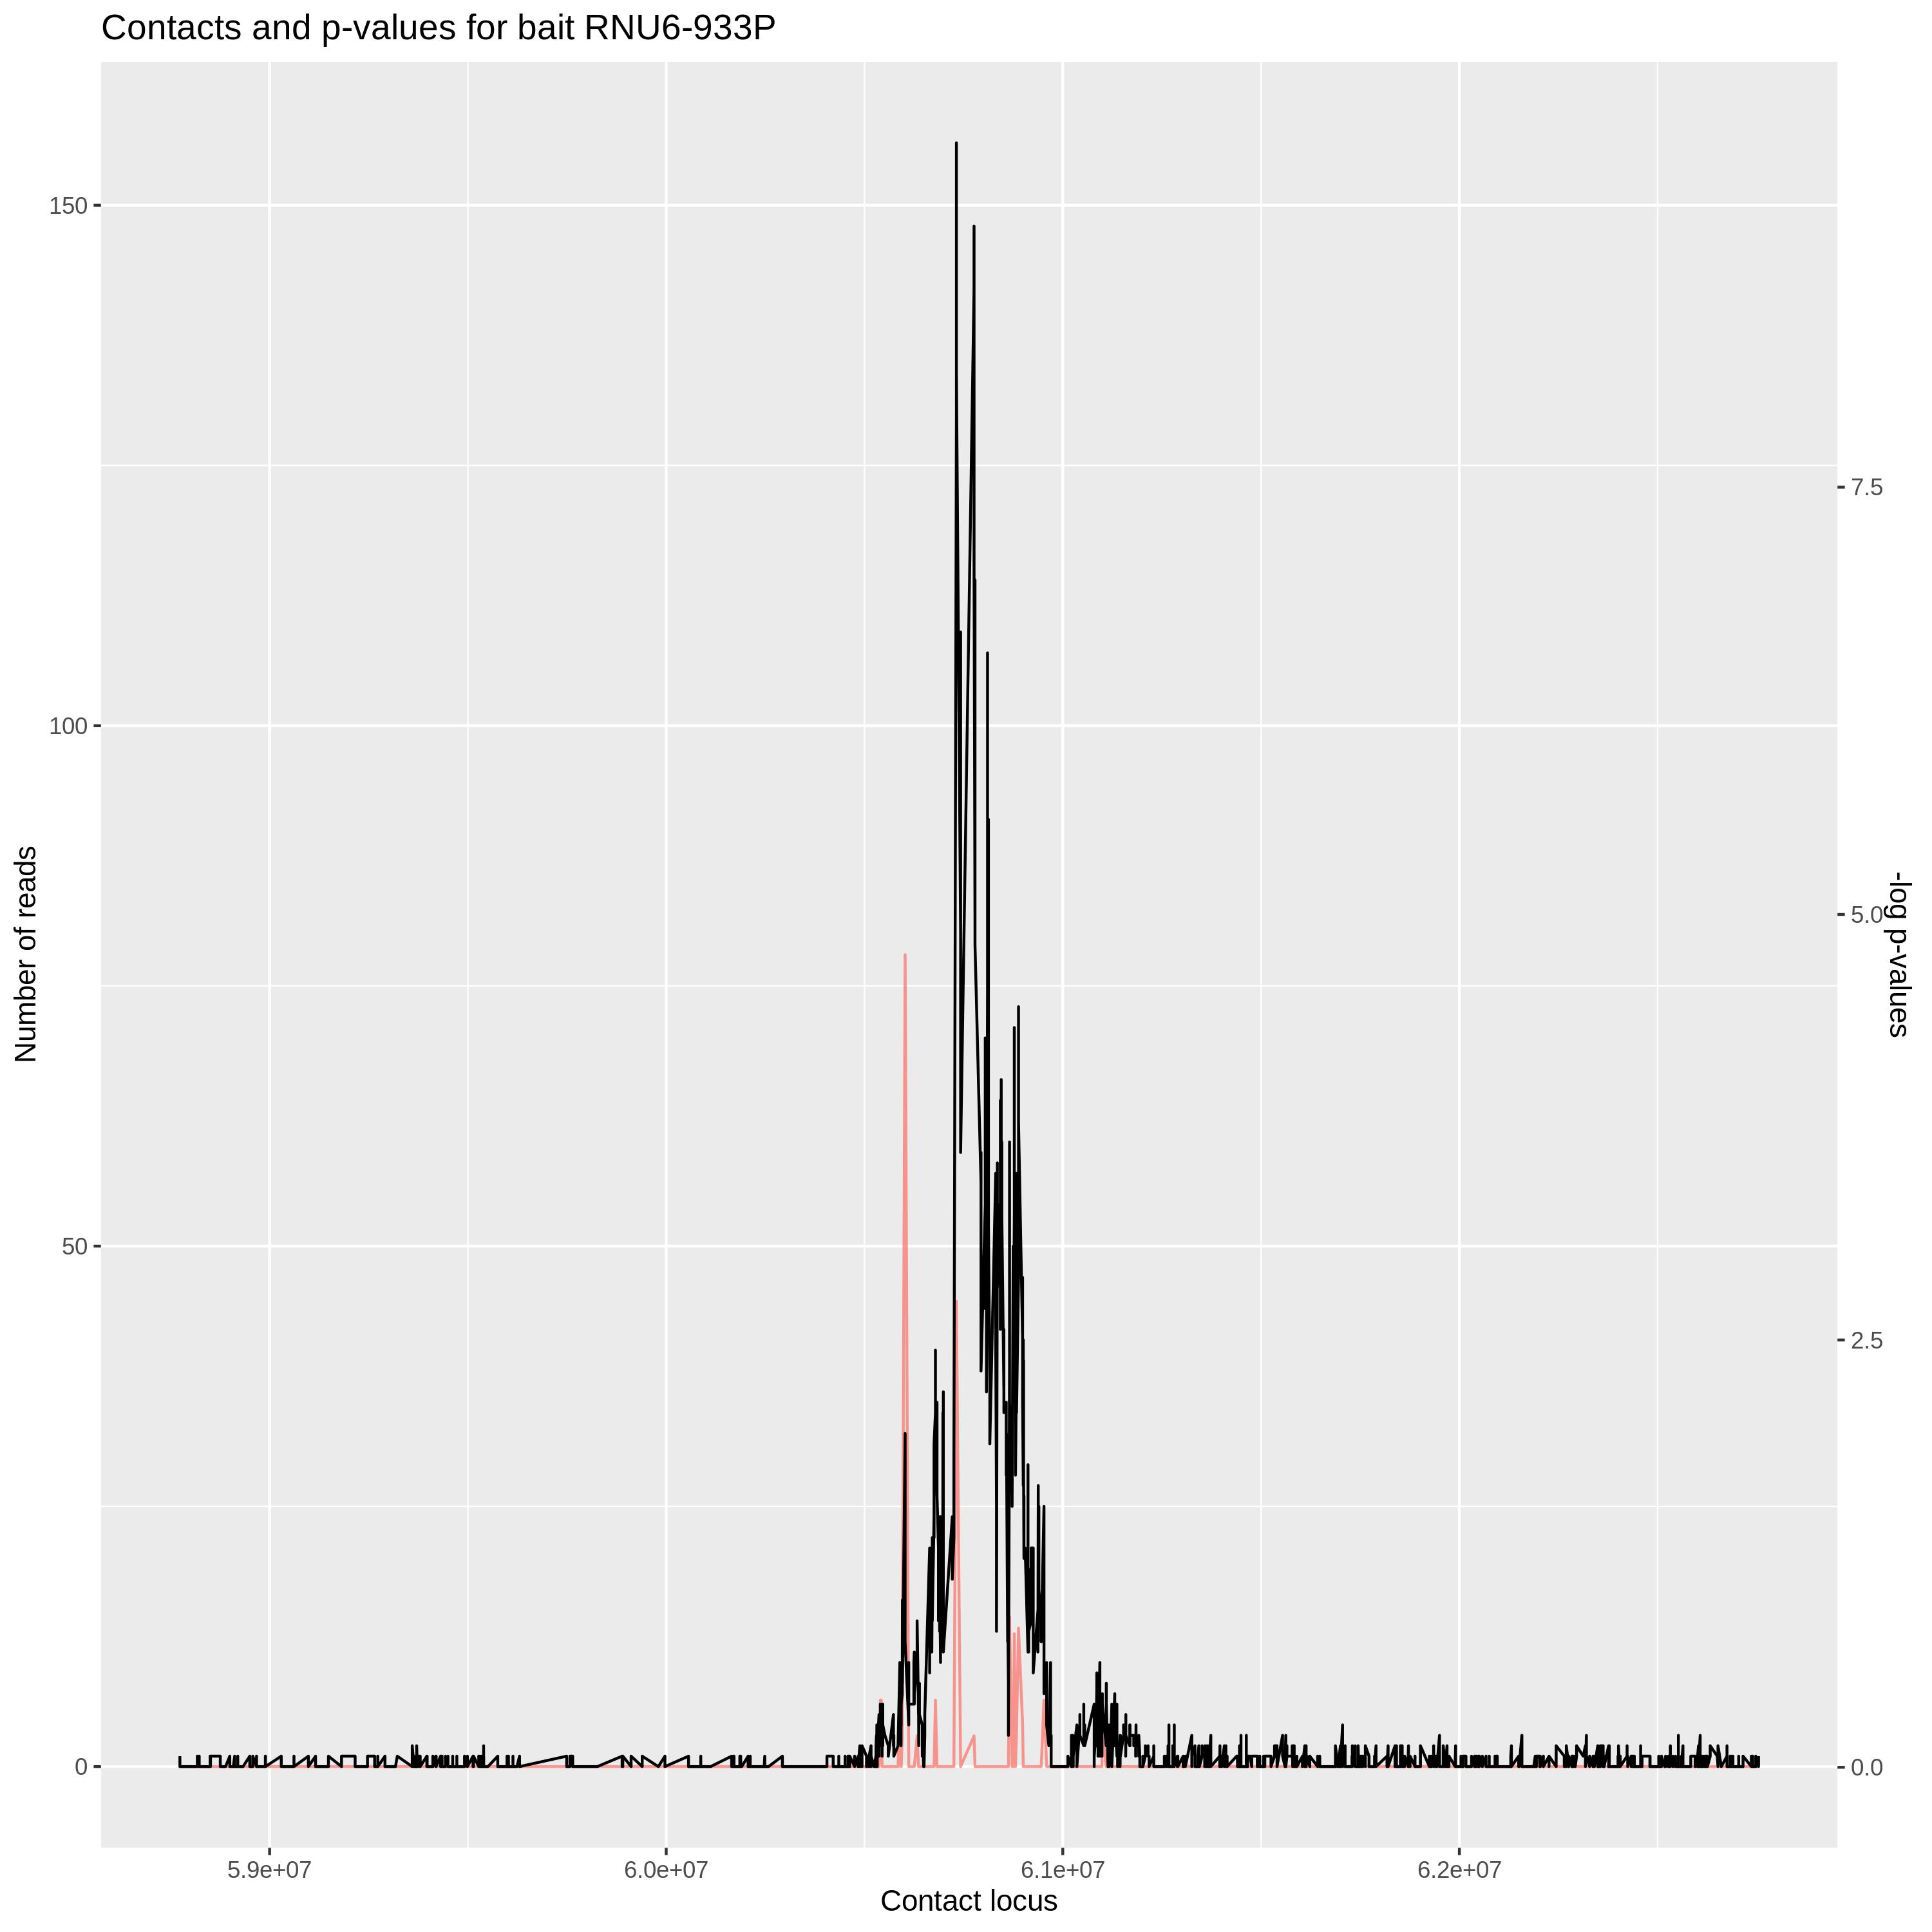 Contacts and p-values for bait RNU6-933P
150
100
50
0
Number of reads
7.5
5.0
2.5
0.0
-log p-values
5.9e+07
6.0e+07
6.1e+07
6.2e+07
Contact locus